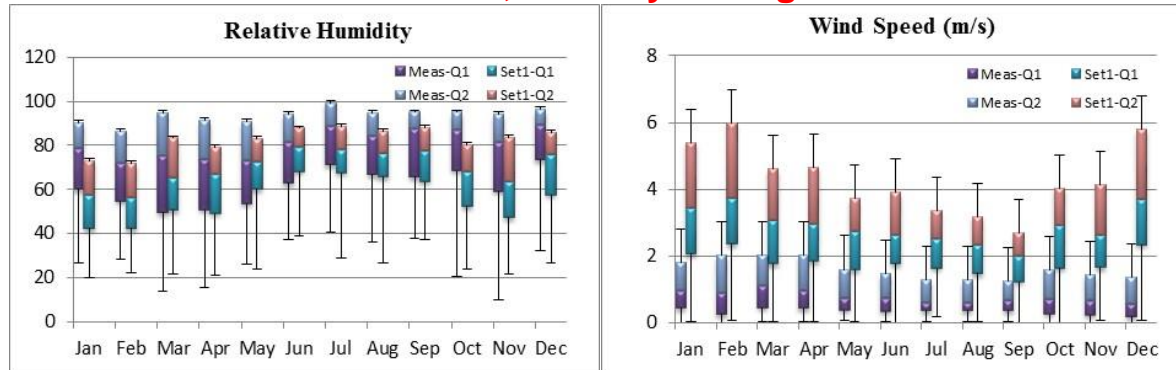 Relative Humidity
Meas-Q1 Set1-Q1
Meas-Q2 Set1-Q2
120
100
80
60
40
20
0
Jan Feb Mar Apr May Jun Jul Aug Sep Oct Nov Dec
Wind Speed (m/s)
Meas-Q1 Set1-Q1
Meas-Q2 Set1-Q2
8
6
4
2
0
Jan Feb Mar Apr May Jun Jul Aug Sep Oct Nov Dec